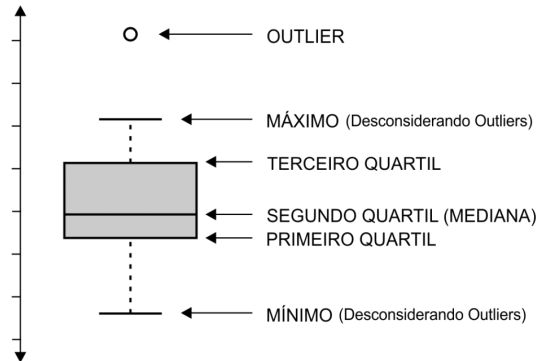 OUTLIER
MÁXIMO (Desconsiderando Outliers)
TERCEIRO QUARTIL
SEGUNDO QUARTIL (MEDIANA)
PRIMEIRO QUARTIL
MÍNIMO (Desconsiderando Outliers)